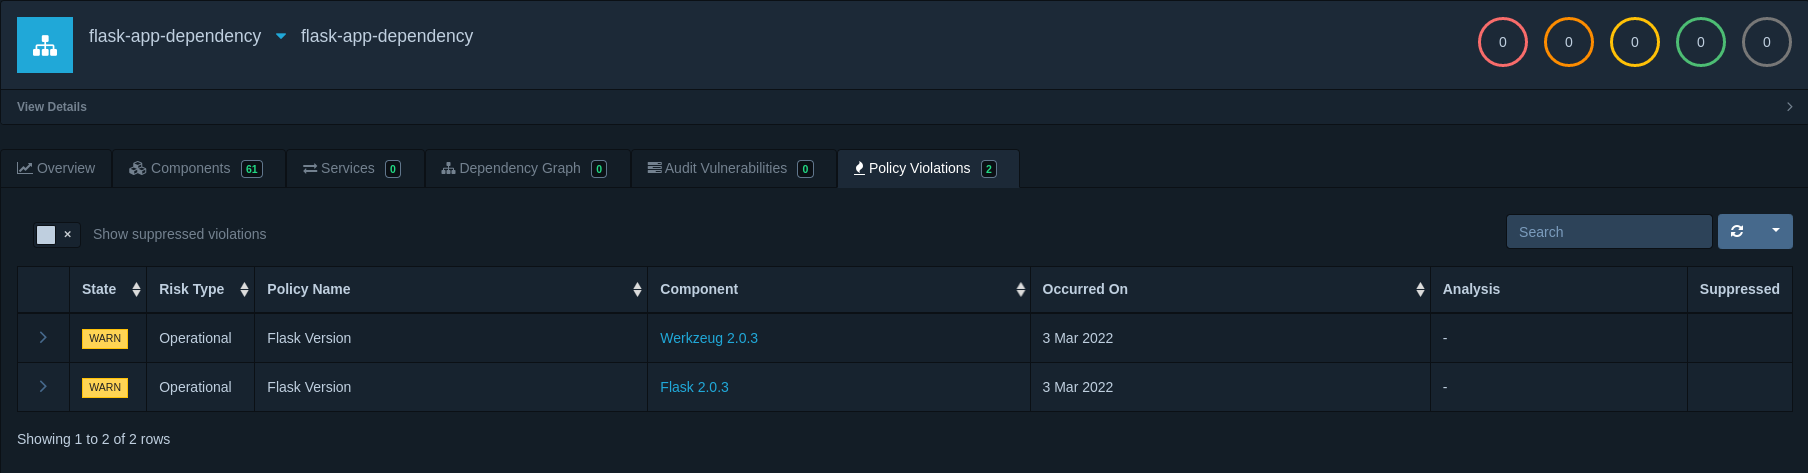 flask-app-dependency flask-app-dependency 0 0 0 0 0
View Details
Overview Components 61 Services 0 Dependency Graph 0 Audit Vulnerabilities 0 Policy Violations 2
× Show suppressed violations Search
State Risk Type Policy Name Component Occurred On Analysis Suppressed
WARN Operational Flask Version Werkzeug 2.0.3 3 Mar 2022 -
WARN Operational Flask Version Flask 2.0.3 3 Mar 2022 -
Showing 1 to 2 of 2 rows